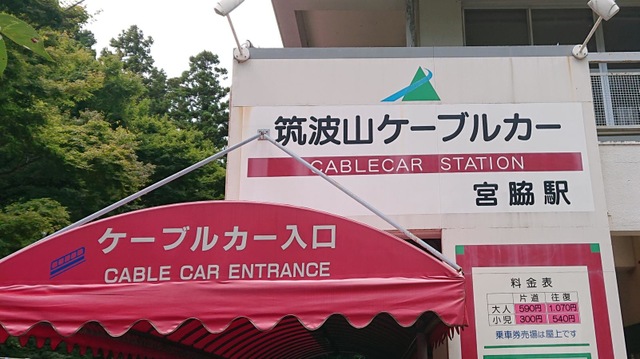 筑波山ケーブルカー
CABLECAR STATION
宮脇駅
ケーブルカー入口
CABLE CAR ENTRANCE
料金表
片道 往復
大人 590円 1,070円
小児 300円 540円
乗車券売場は屋上です